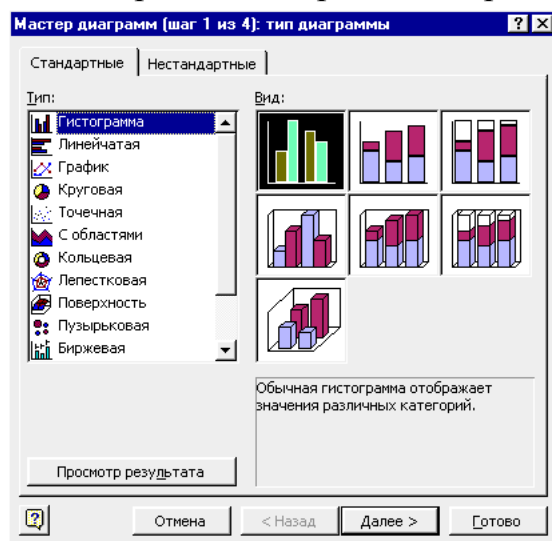 Мастер диаграмм (шаг 1 из 4): тип диаграммы
Стандартные Нестандартные
Тип: Вид:
Гистограмма
Линейчатая
График
Круговая
Точечная
С областями
Кольцевая
Лепестковая
Поверхность
Пузырьковая
Биржевая
Обычная гистограмма отображает
значения различных категорий.
Просмотр результата
Отмена < Назад Далее > Готово